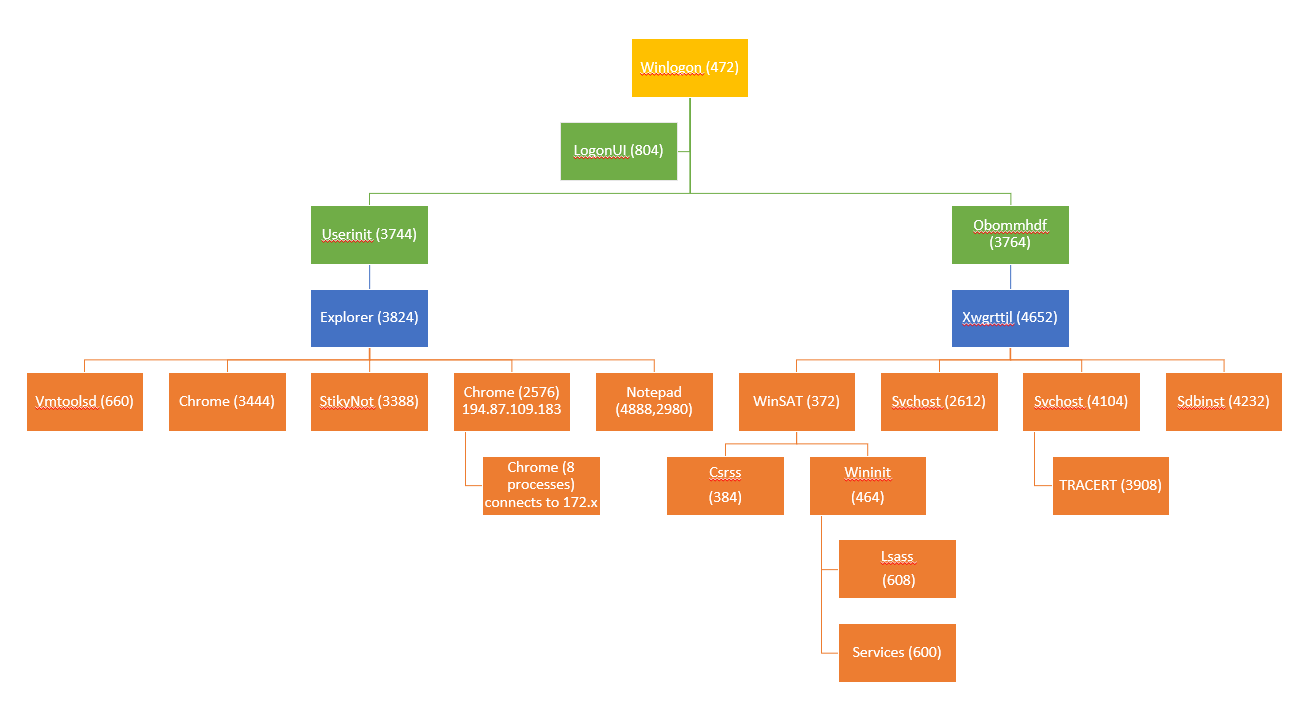 Winlogon (472)
LogonUI (804)
Userinit (3744)
Obommhdf
(3764)
Explorer (3824)
Xwgrttjl (4652)
Vmtoolsd (660)
Chrome (3444)
StikyNot (3388)
Chrome (2576)
194.87.109.183
Notepad
(4888,2980)
WinSAT (372)
Svchost (2612)
Svchost (4104)
Sdbinst (4232)
Chrome (8
processes)
connects to 172.x
Csrss
(384)
Wininit
(464)
TRACERT (3908)
Lsass
(608)
Services (600)